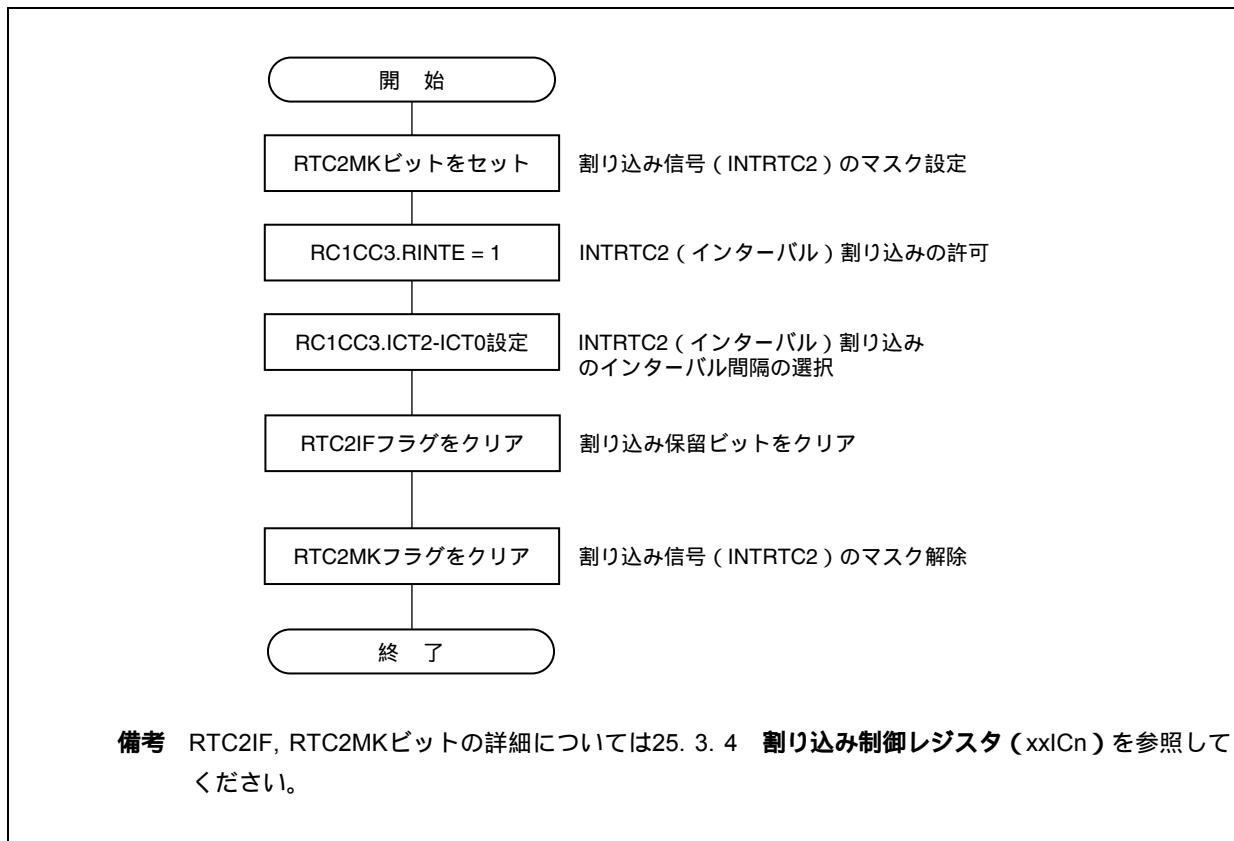 開 始
RTC2MKビットをセット 割り込み信号（INTRTC2）のマスク設定
RC1CC3.RINTE = 1 INTRTC2（インターバル）割り込みの許可
RC1CC3.ICT2-ICT0設定 INTRTC2（インターバル）割り込み
のインターバル間隔の選択
RTC2IFフラグをクリア 割り込み保留ビットをクリア
RTC2MKフラグをクリア 割り込み信号（INTRTC2）のマスク解除
終 了
備考 RTC2IF, RTC2MKビットの詳細については25. 3. 4 割り込み制御レジスタ（xxICn）を参照して
ください。